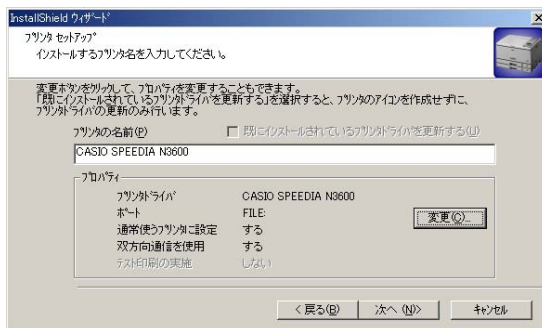 InstallShield ウィザード
プリンタ セットアップ
インストールするプリンタ名を入力してください。
変更ボタンをクリックして、プロパティを変更することもできます。
「既にインストールされているプリンタドライバを更新する」を選択すると、プリンタのアイコンを作成せずに、
プリンタドライバの更新のみ行います。
プリンタの名前(P)
既にインストールされているプリンタドライバを更新する(U)
CASIO SPEEDIA N3600
プロパティ
プリンタドライバ CASIO SPEEDIA N3600
ポート FILE:
通常使うプリンタに設定 する
変更(C)...
双方向通信を使用 する
テスト印刷の実施 しない
< 戻る(B) 次へ (N)> キャンセル